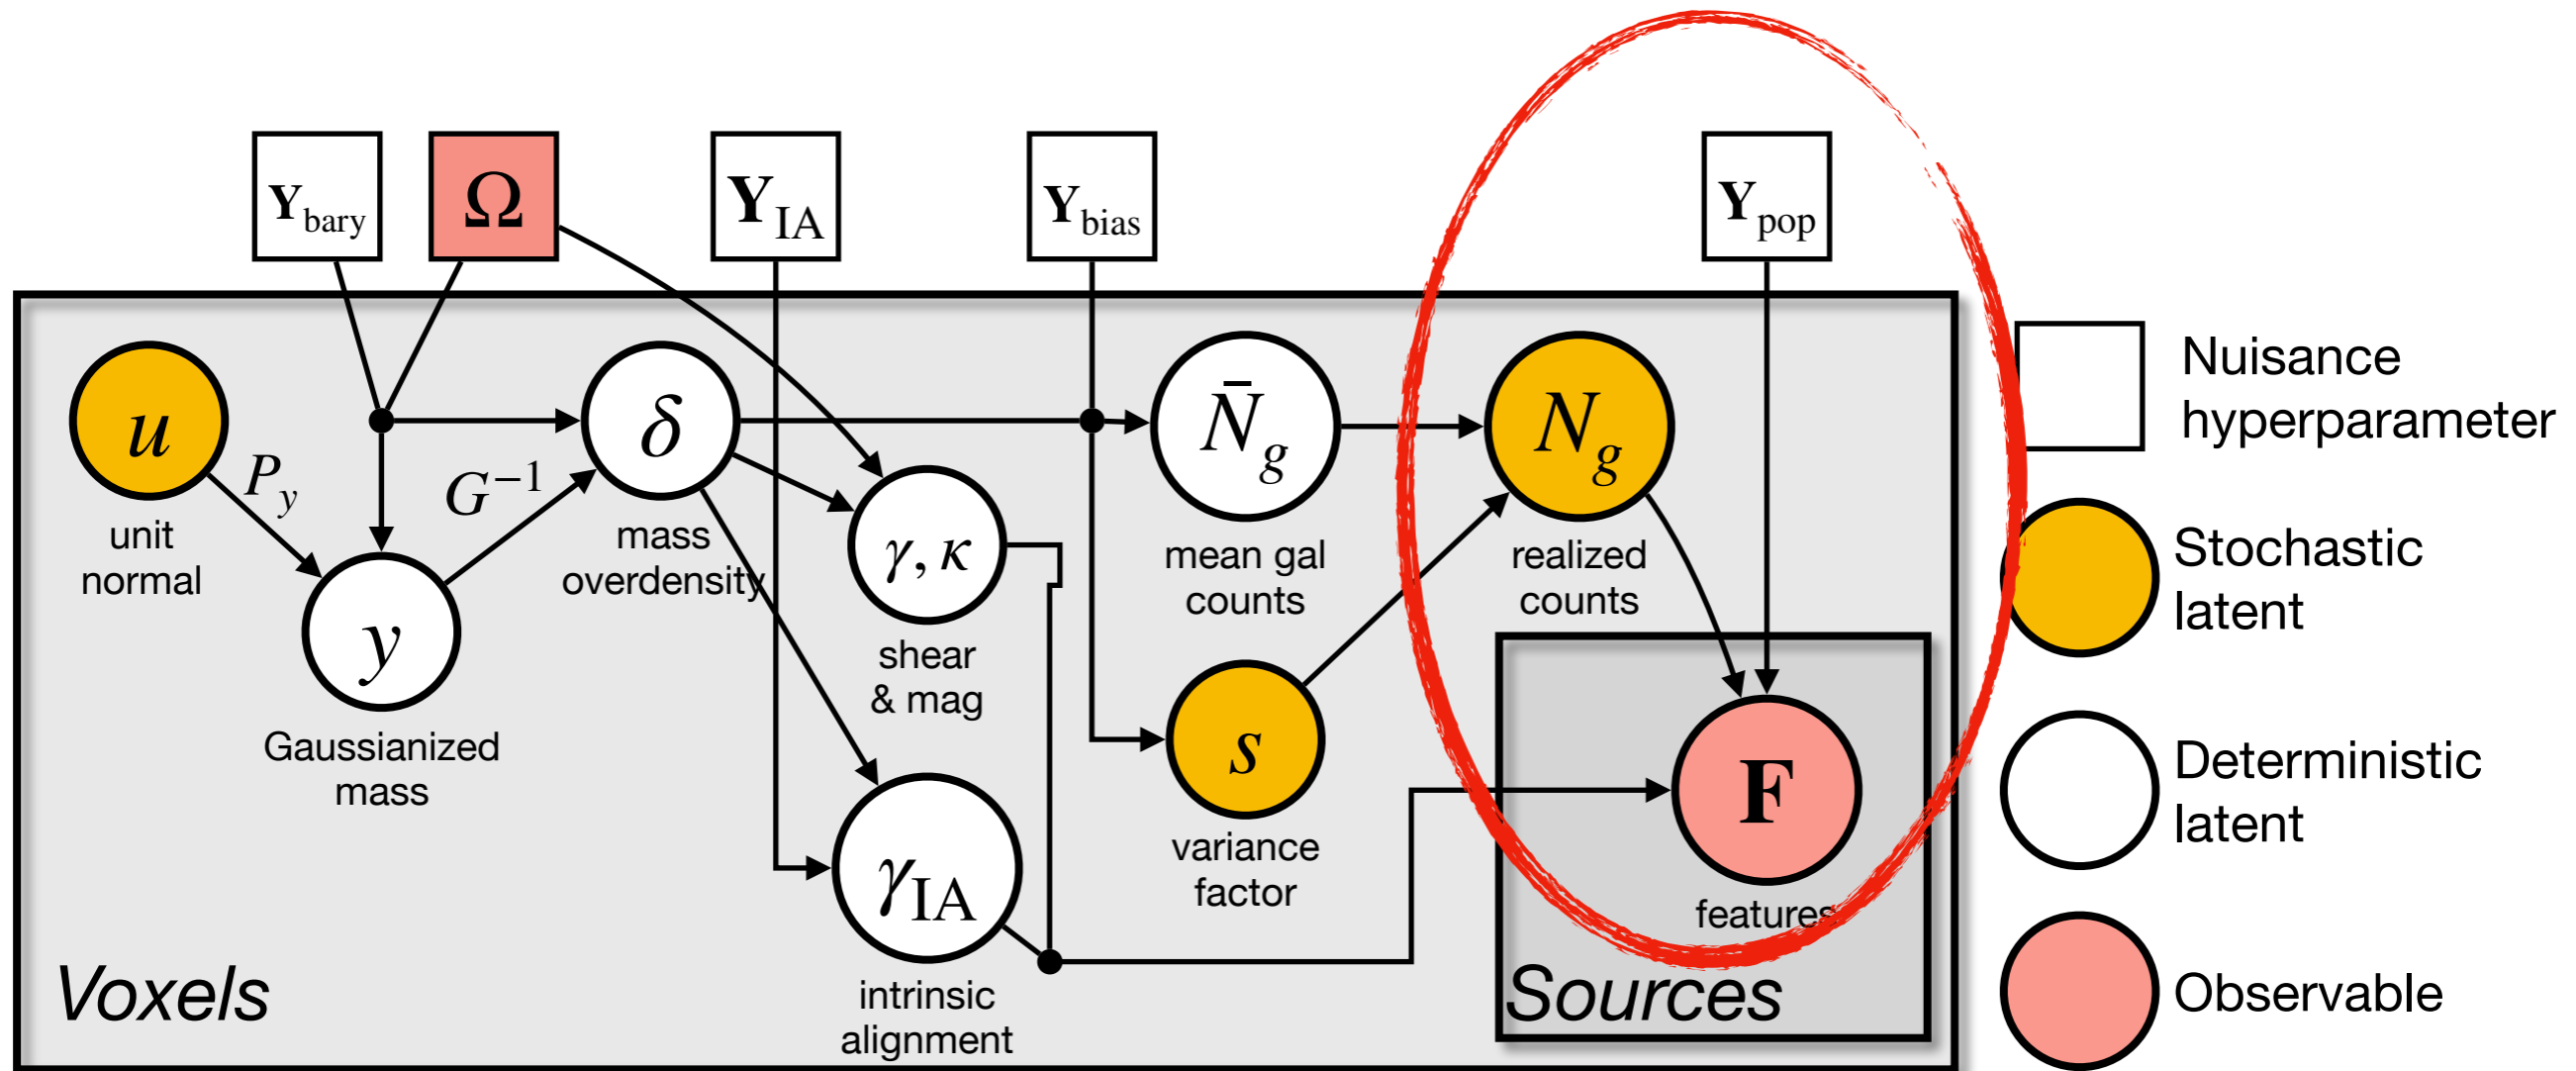 Y_bary
Ω
Y_IA
Y_bias
Y_pop
u
unit
normal
P_y
y
Gaussianized
mass
G⁻¹
δ
mass
overdensity
γ, κ
shear
& mag
γ_IA
intrinsic
alignment
N̄_g
mean gal
counts
s
variance
factor
N_g
realized
counts
F
features
Voxels
Sources
Nuisance
hyperparameter
Stochastic
latent
Deterministic
latent
Observable